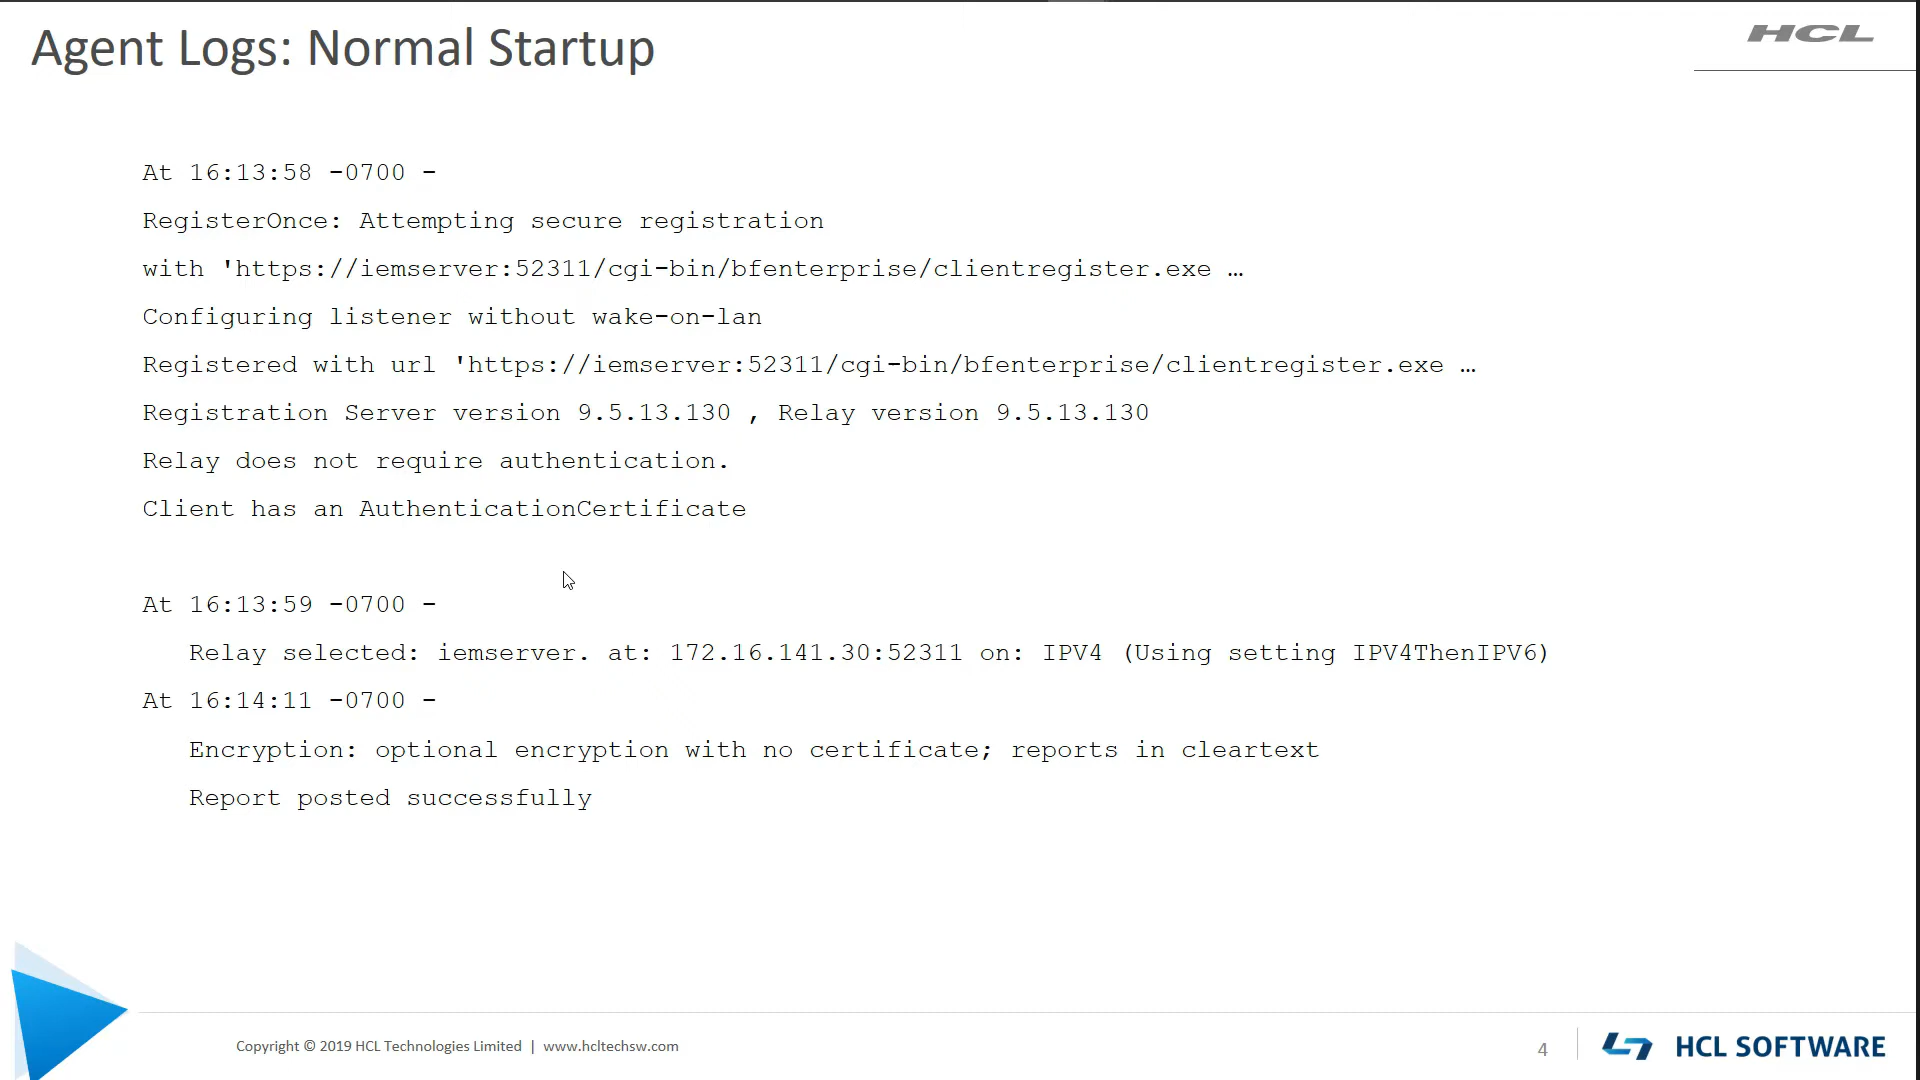 Agent Logs: Normal Startup
HCL
At 16:13:58 -0700 -
RegisterOnce: Attempting secure registration
with 'https://iemserver:52311/cgi-bin/bfenterprise/clientregister.exe …
Configuring listener without wake-on-lan
Registered with url 'https://iemserver:52311/cgi-bin/bfenterprise/clientregister.exe …
Registration Server version 9.5.13.130 , Relay version 9.5.13.130
Relay does not require authentication.
Client has an AuthenticationCertificate
At 16:13:59 -0700 -
Relay selected: iemserver. at: 172.16.141.30:52311 on: IPV4 (Using setting IPV4ThenIPV6)
At 16:14:11 -0700 -
Encryption: optional encryption with no certificate; reports in cleartext
Report posted successfully
Copyright © 2019 HCL Technologies Limited | www.hcltechsw.com
4
HCL SOFTWARE